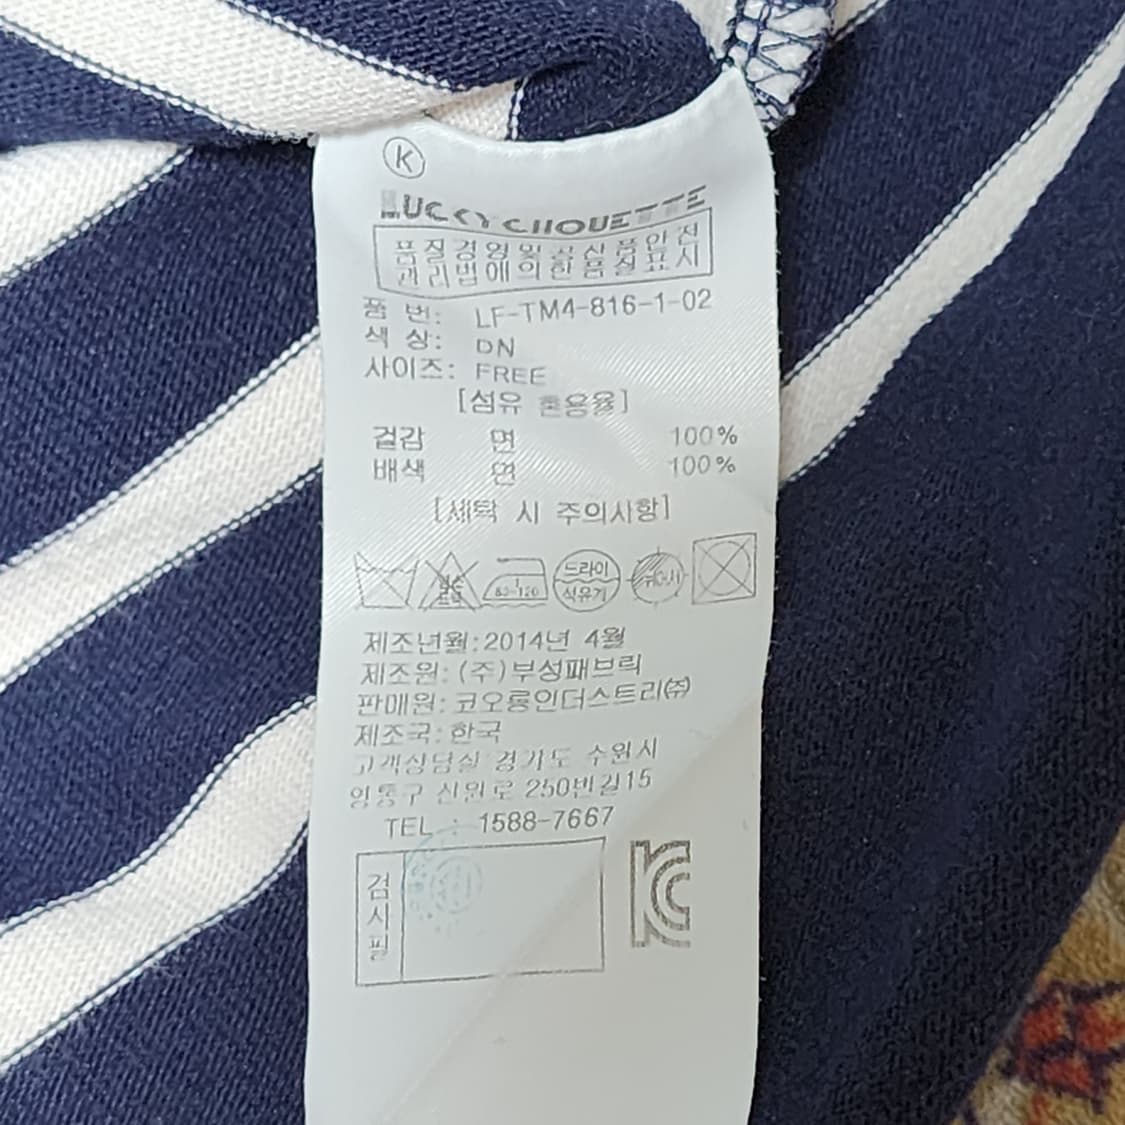 K
LUCKY CHOUETTE
품질경영및공산품안전
관리법에의한품질표시
품 번: LF-TM4-816-1-02
색 상: DN
사이즈: FREE
[섬유 혼용율]
겉감 면 100%
배색 면 100%
[세탁 시 주의사항]
1
80-120
드라이
석유계
제조년월:2014년 4월
제조원:(주)부성패브릭
판매원:코오롱인더스트리㈜
제조국:한국
고객상담실 경기도 수원시
영통구 신원로 250번길15
TEL : 1588-7667
검사필